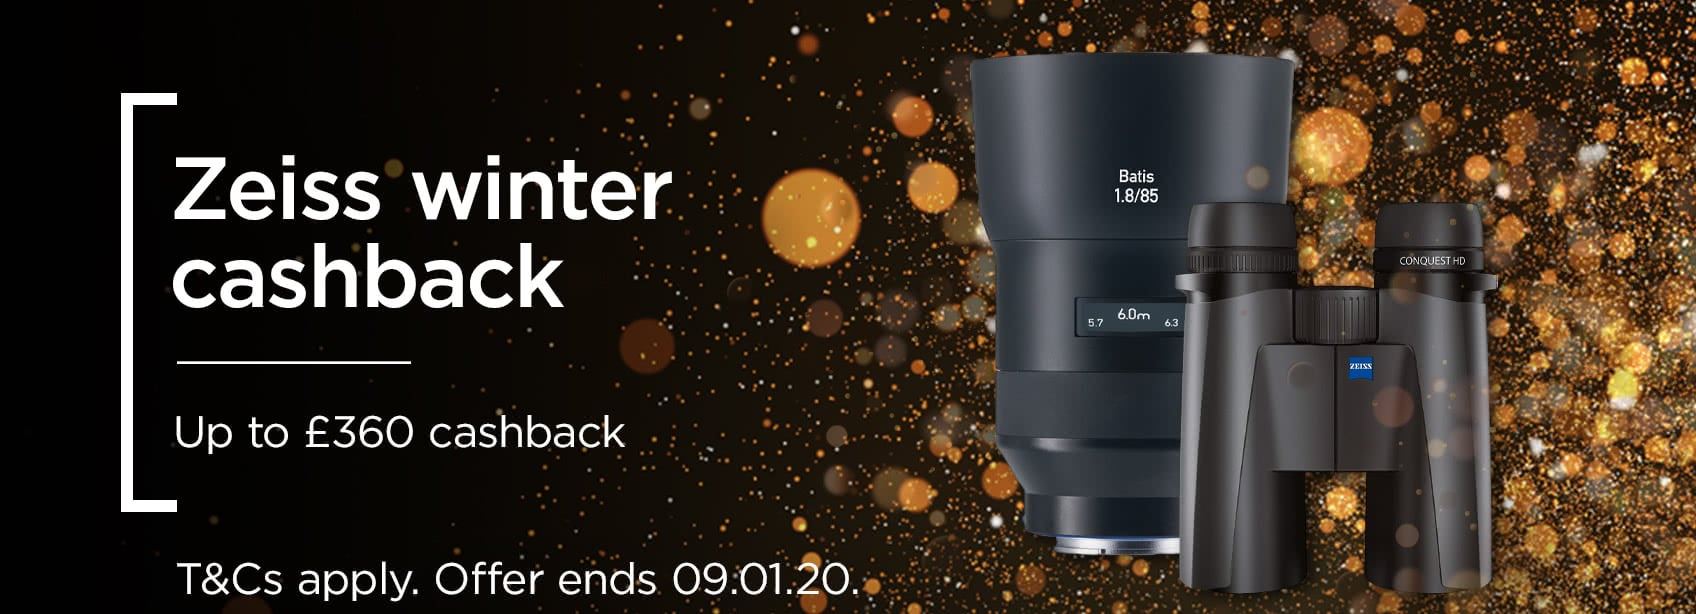 Zeiss winter
cashback
Up to £360 cashback
T&Cs apply. Offer ends 09.01.20.
Batis
1.8/85
5.7 6.0m 6.3
CONQUEST HD
ZEISS